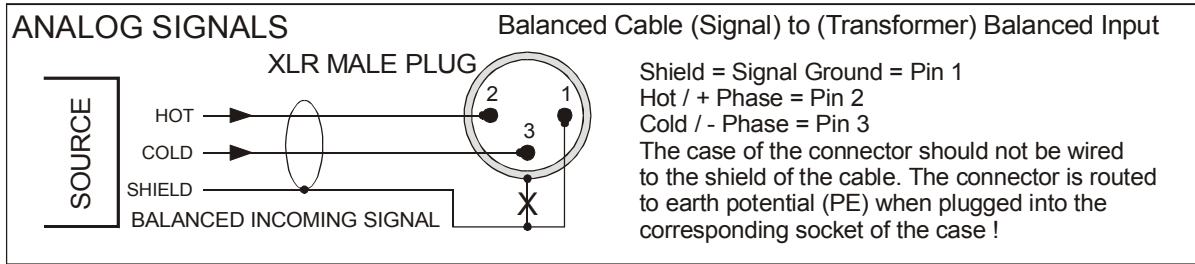 ANALOG SIGNALS
Balanced Cable (Signal) to (Transformer) Balanced Input
XLR MALE PLUG
SOURCE
HOT
COLD
SHIELD
BALANCED INCOMING SIGNAL
2
1
3
X
Shield = Signal Ground = Pin 1
Hot / + Phase = Pin 2
Cold / - Phase = Pin 3
The case of the connector should not be wired
to the shield of the cable. The connector is routed
to earth potential (PE) when plugged into the
corresponding socket of the case !